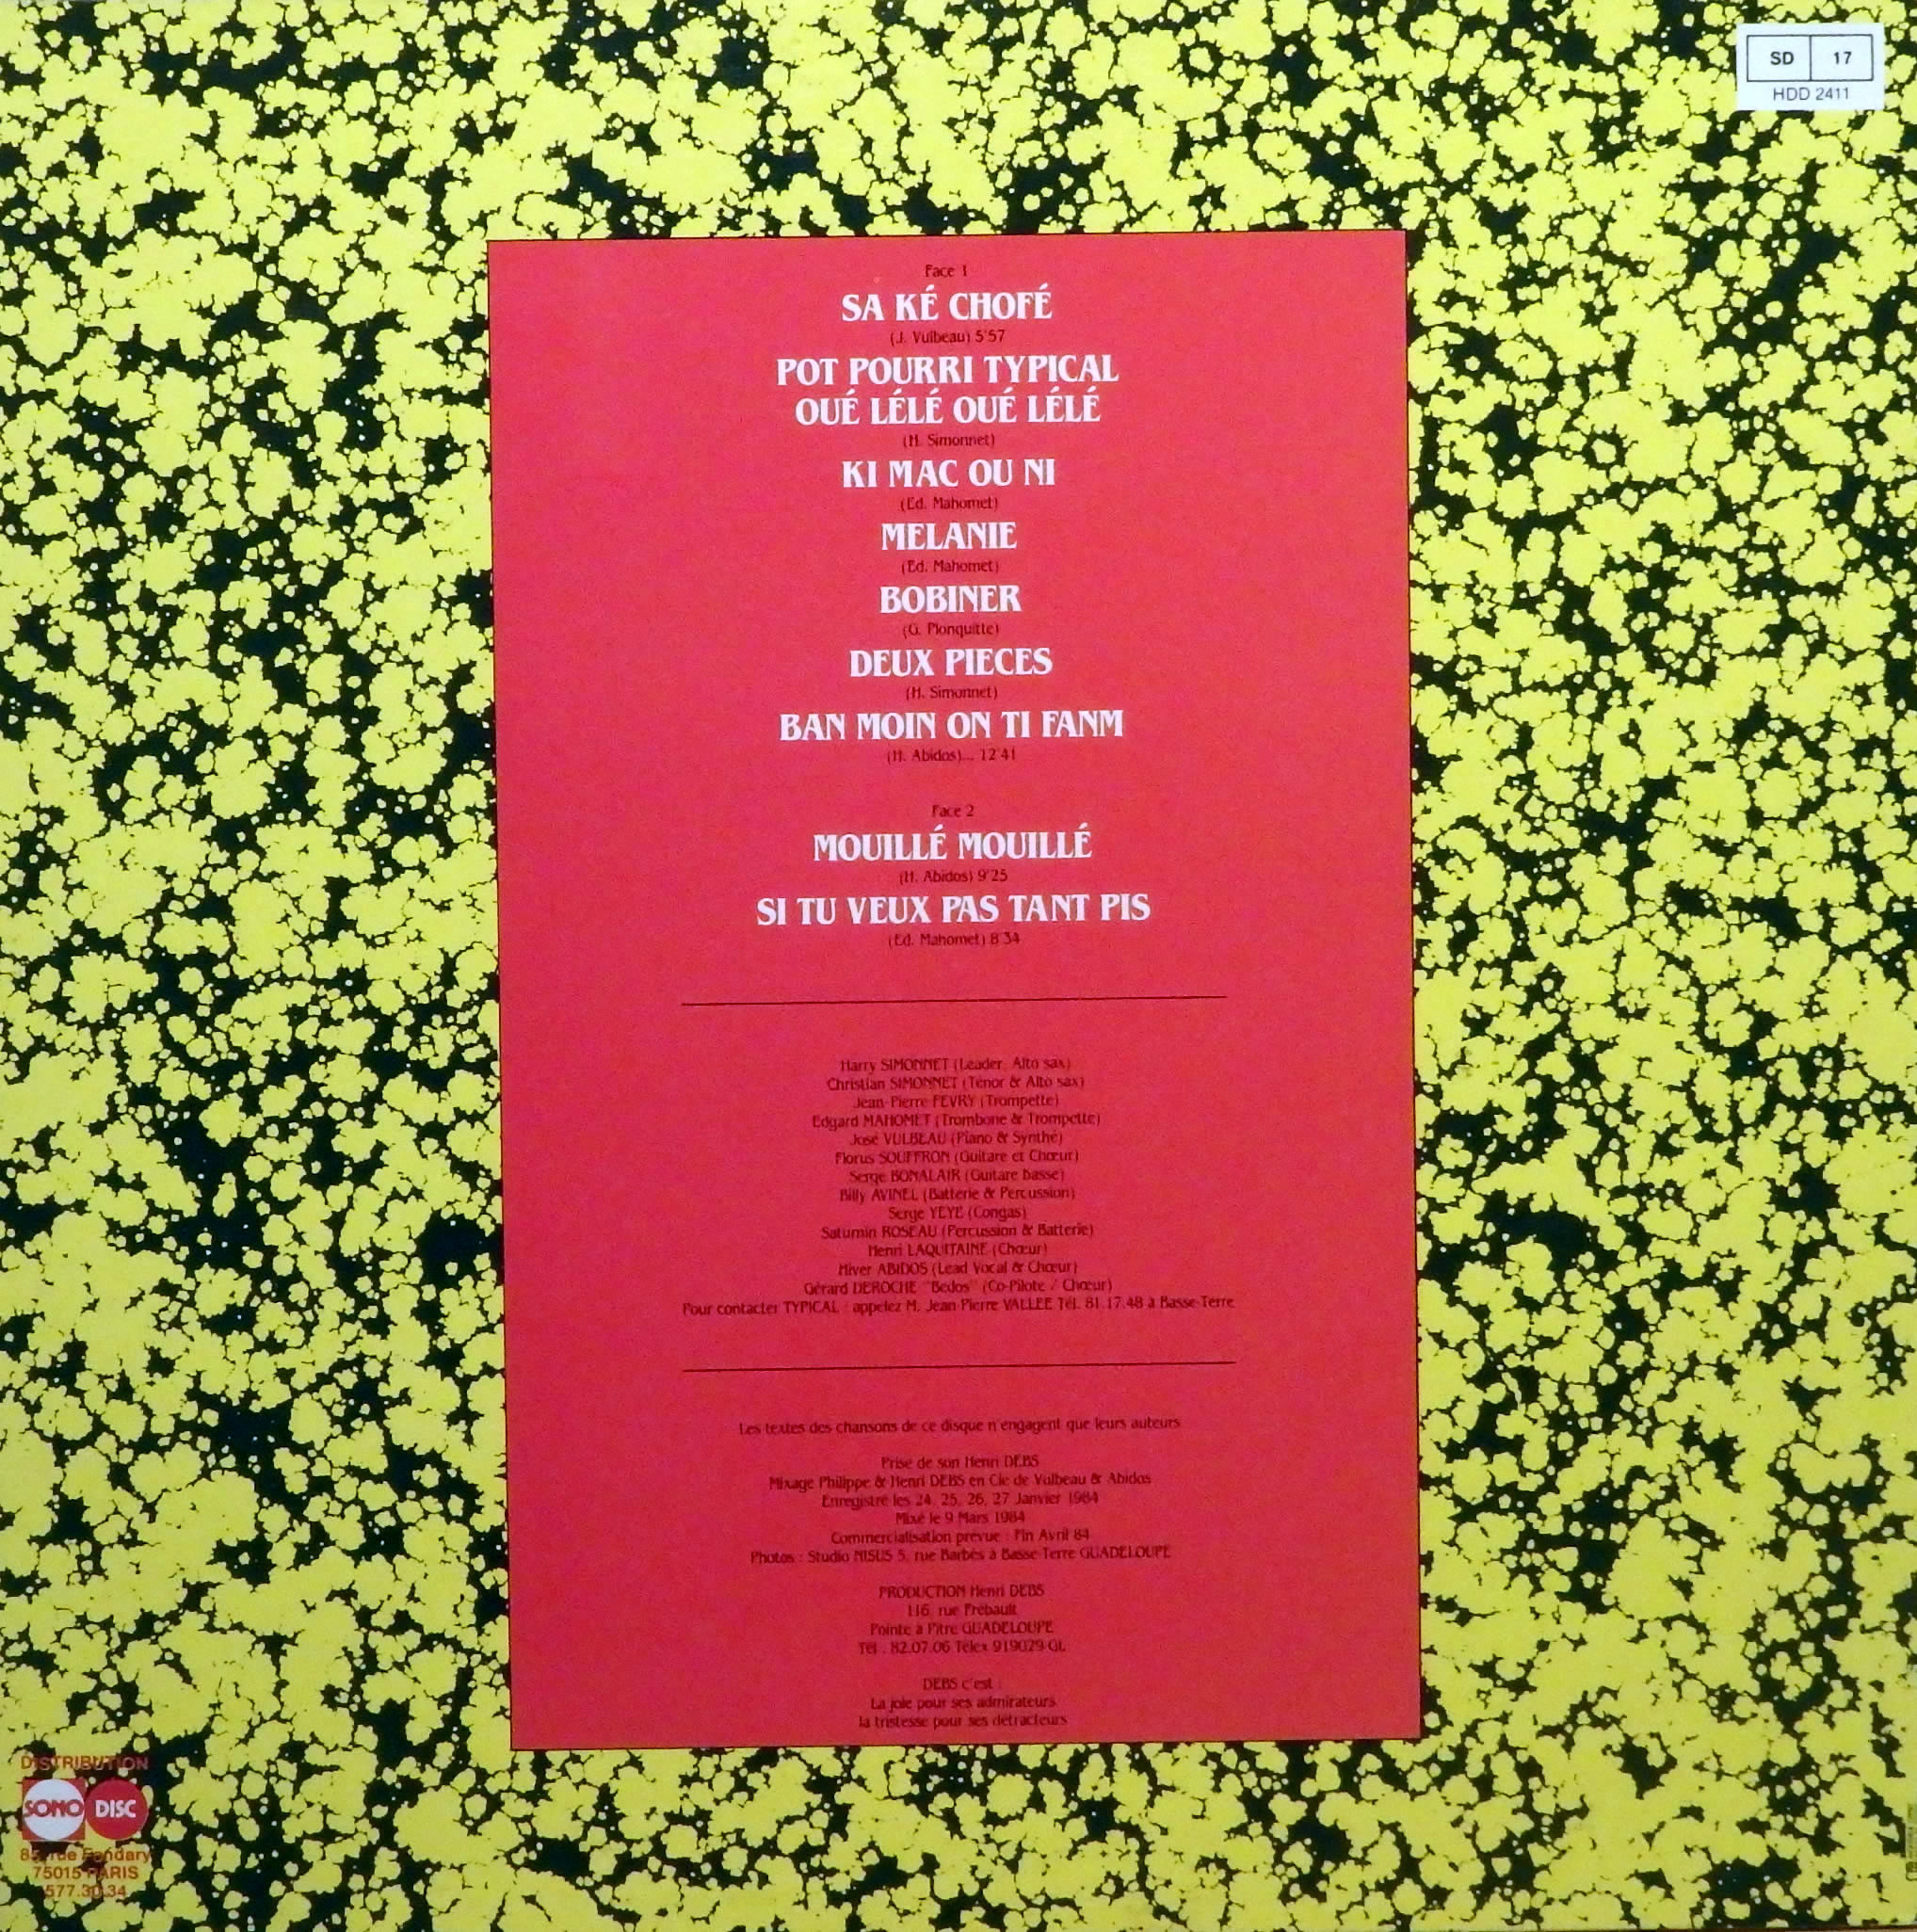 SD 17
HDD 2411
Face 1
SA KÉ CHOFÉ
(J. Vulbeau) 5'57
POT POURRI TYPICAL
OUÉ LÉLÉ OUÉ LÉLÉ
(H. Simonnet)
KI MAC OU NI
(Ed. Mahomet)
MELANIE
(Ed. Mahomet)
BOBINER
(G. Plonquitte)
DEUX PIECES
(H. Simonnet)
BAN MOIN ON TI FANM
(H. Abidos)... 12'41
Face 2
MOUILLÉ MOUILLÉ
(H. Abidos) 9'25
SI TU VEUX PAS TANT PIS
(Ed. Mahomet) 8'34
Harry SIMONNET (Leader, Alto sax)
Christian SIMONNET (Ténor & Alto sax)
Jean-Pierre FEVRY (Trompette)
Edgard MAHOMET (Trombone & Trompette)
José VULBEAU (Piano & Synthé)
Florus SOUFFRON (Guitare et Chœur)
Serge BONALAIR (Guitare basse)
Billy AVINEL (Batterie & Percussion)
Serge YEYE (Congas)
Saturnin ROSEAU (Percussion & Batterie)
Henri LAQUITAINE (Chœur)
Hiver ABIDOS (Lead Vocal & Chœur)
Gérard DEROCHE "Bedos" (Co-Pilote / Chœur)
Pour contacter TYPICAL : appelez M. Jean Pierre VALLEE Tél. 81.17.48 à Basse-Terre
Les textes des chansons de ce disque n'engagent que leurs auteurs
Prise de son Henri DEBS
Mixage Philippe & Henri DEBS en Cie de Vulbeau & Abidos
Enregistré les 24, 25, 26, 27 Janvier 1984
Mixé le 9 Mars 1984
Commercialisation prévue : Fin Avril 84
Photos : Studio NISUS 5, rue Barbès à Basse-Terre GUADELOUPE
PRODUCTION Henri DEBS
116, rue Frébault
Pointe à Pitre GUADELOUPE
Tél : 82.07.06 Télex 919029 GL
DEBS c'est :
La joie pour ses admirateurs
la tristesse pour ses détracteurs
DISTRIBUTION
SONO DISC
85, rue Fondary
75015 PARIS
577.30.34